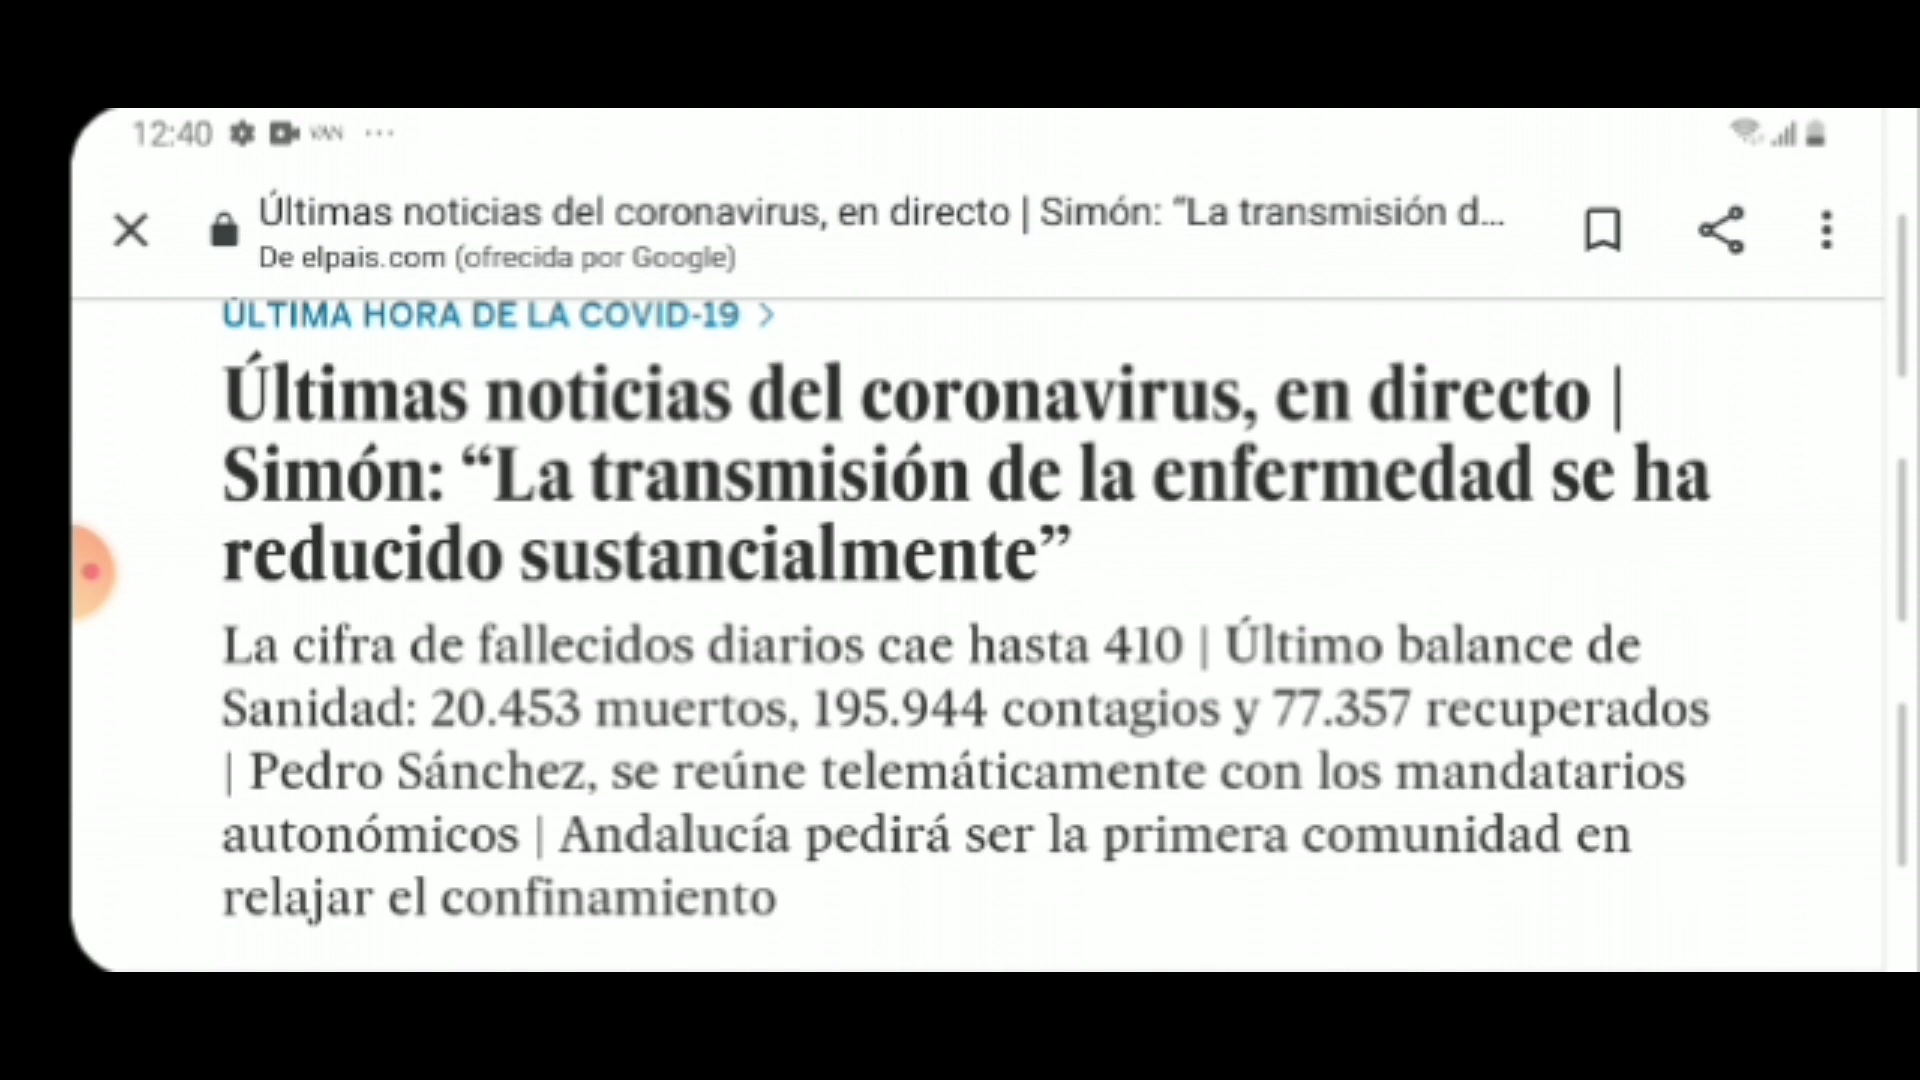 12:40 VAN ...
Últimas noticias del coronavirus, en directo | Simón: “La transmisión d...
De elpais.com (ofrecida por Google)
ÚLTIMA HORA DE LA COVID-19 >
Últimas noticias del coronavirus, en directo |
Simón: “La transmisión de la enfermedad se ha
reducido sustancialmente”
La cifra de fallecidos diarios cae hasta 410 | Último balance de
Sanidad: 20.453 muertos, 195.944 contagios y 77.357 recuperados
| Pedro Sánchez, se reúne telemáticamente con los mandatarios
autonómicos | Andalucía pedirá ser la primera comunidad en
relajar el confinamiento